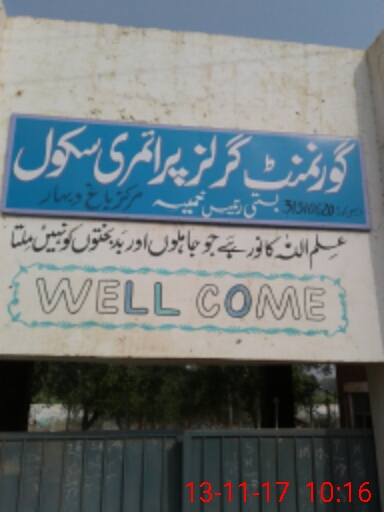 گورنمنٹ گرلز پرائمری سکول
31310620 بستی رئیس خمیسہ مرکز باغ و بہار
علم اللہ کا نور ہے جو جاہلوں اور بدبختوں کو نہیں ملتا
WELL COME
13-11-17 10:16